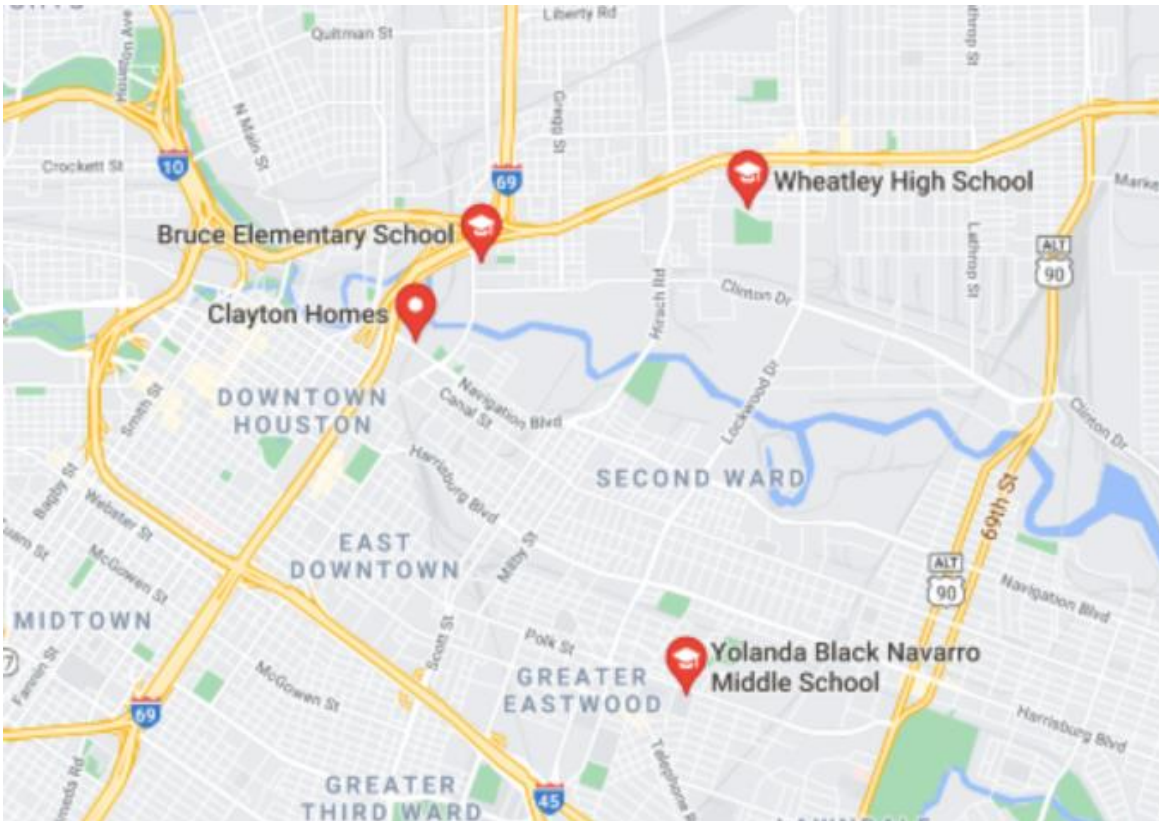 Liberty Rd
Quitman St
Houston Ave
N Main St
Gregg St
Crockett St
10
69
Wheatley High School
Bruce Elementary School
Lathrop St
ALT
90
Hirsch Rd
Clinton Dr
Clayton Homes
Smith St
DOWNTOWN
HOUSTON
Navigation Blvd
Canal St
Lockwood Dr
Clinton Dr
Bagby St
Harrisburg Blvd
SECOND WARD
Webster St
69th St
EAST
DOWNTOWN
Milby St
McGowen St
ALT
90
Navigation Blvd
MIDTOWN
Scott St
Polk St
Yolanda Black Navarro
Middle School
Fannin St
McGowen St
GREATER
EASTWOOD
69
Harrisburg Blvd
Telephone Rd
GREATER
THIRD WARD
45